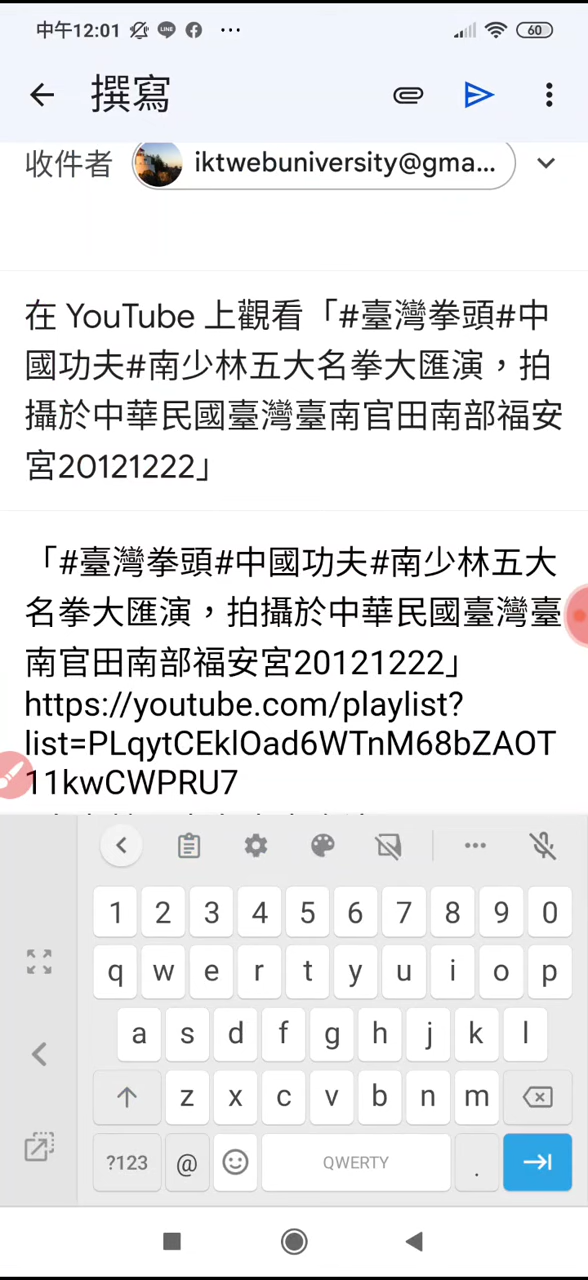 中午12:01 LINE ... 60
撰寫
收件者 iktwebuniversity@gma...
在 YouTube 上觀看「#臺灣拳頭#中
國功夫#南少林五大名拳大匯演，拍
攝於中華民國臺灣臺南官田南部福安
宮20121222」
「#臺灣拳頭#中國功夫#南少林五大
名拳大匯演，拍攝於中華民國臺灣臺
南官田南部福安宮20121222」
https://youtube.com/playlist?
list=PLqytCEklOad6WTnM68bZAOT
11kwCWPRU7
1 2 3 4 5 6 7 8 9 0
q w e r t y u i o p
a s d f g h j k l
z x c v b n m
?123 @ QWERTY .